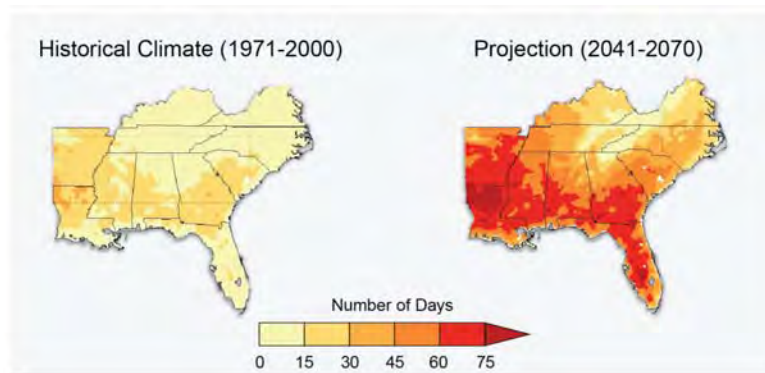 Historical Climate (1971-2000)
Projection (2041-2070)
Number of Days
0 15 30 45 60 75